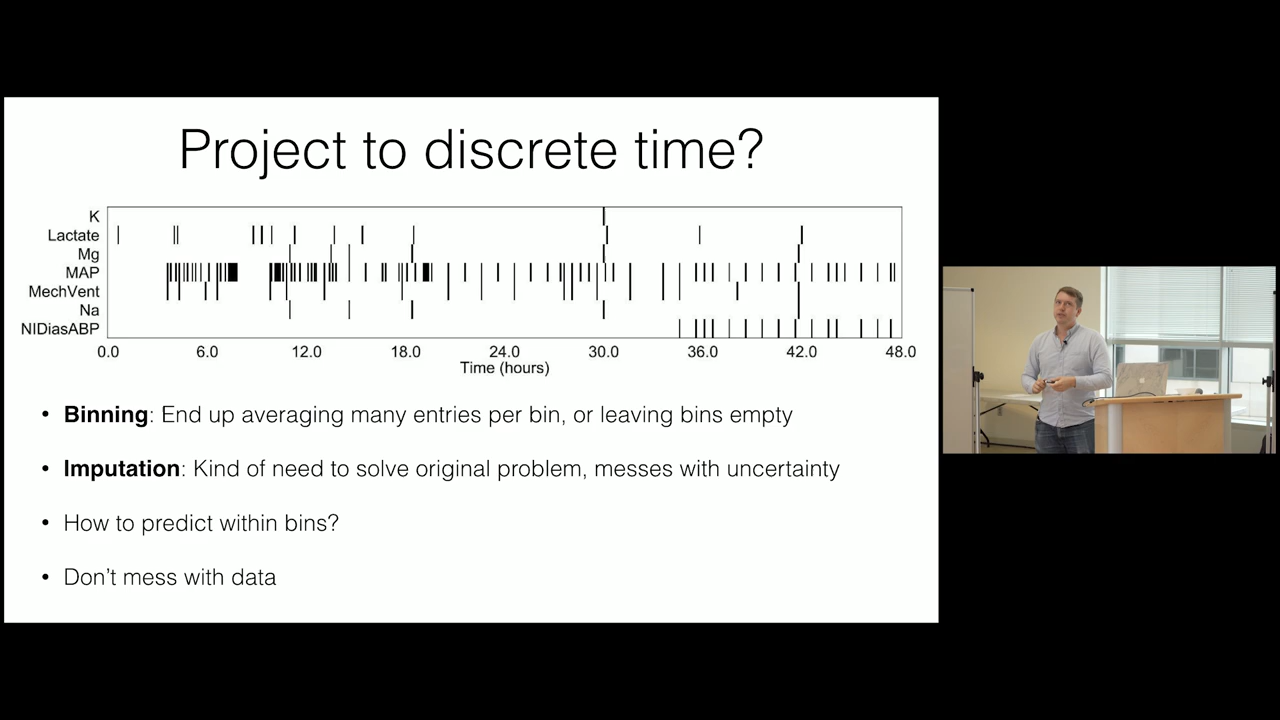 Project to discrete time?
K
Lactate
Mg
MAP
MechVent
Na
NIDiasABP
0.0 6.0 12.0 18.0 24.0 30.0 36.0 42.0 48.0
Time (hours)
• Binning: End up averaging many entries per bin, or leaving bins empty
• Imputation: Kind of need to solve original problem, messes with uncertainty
• How to predict within bins?
• Don't mess with data